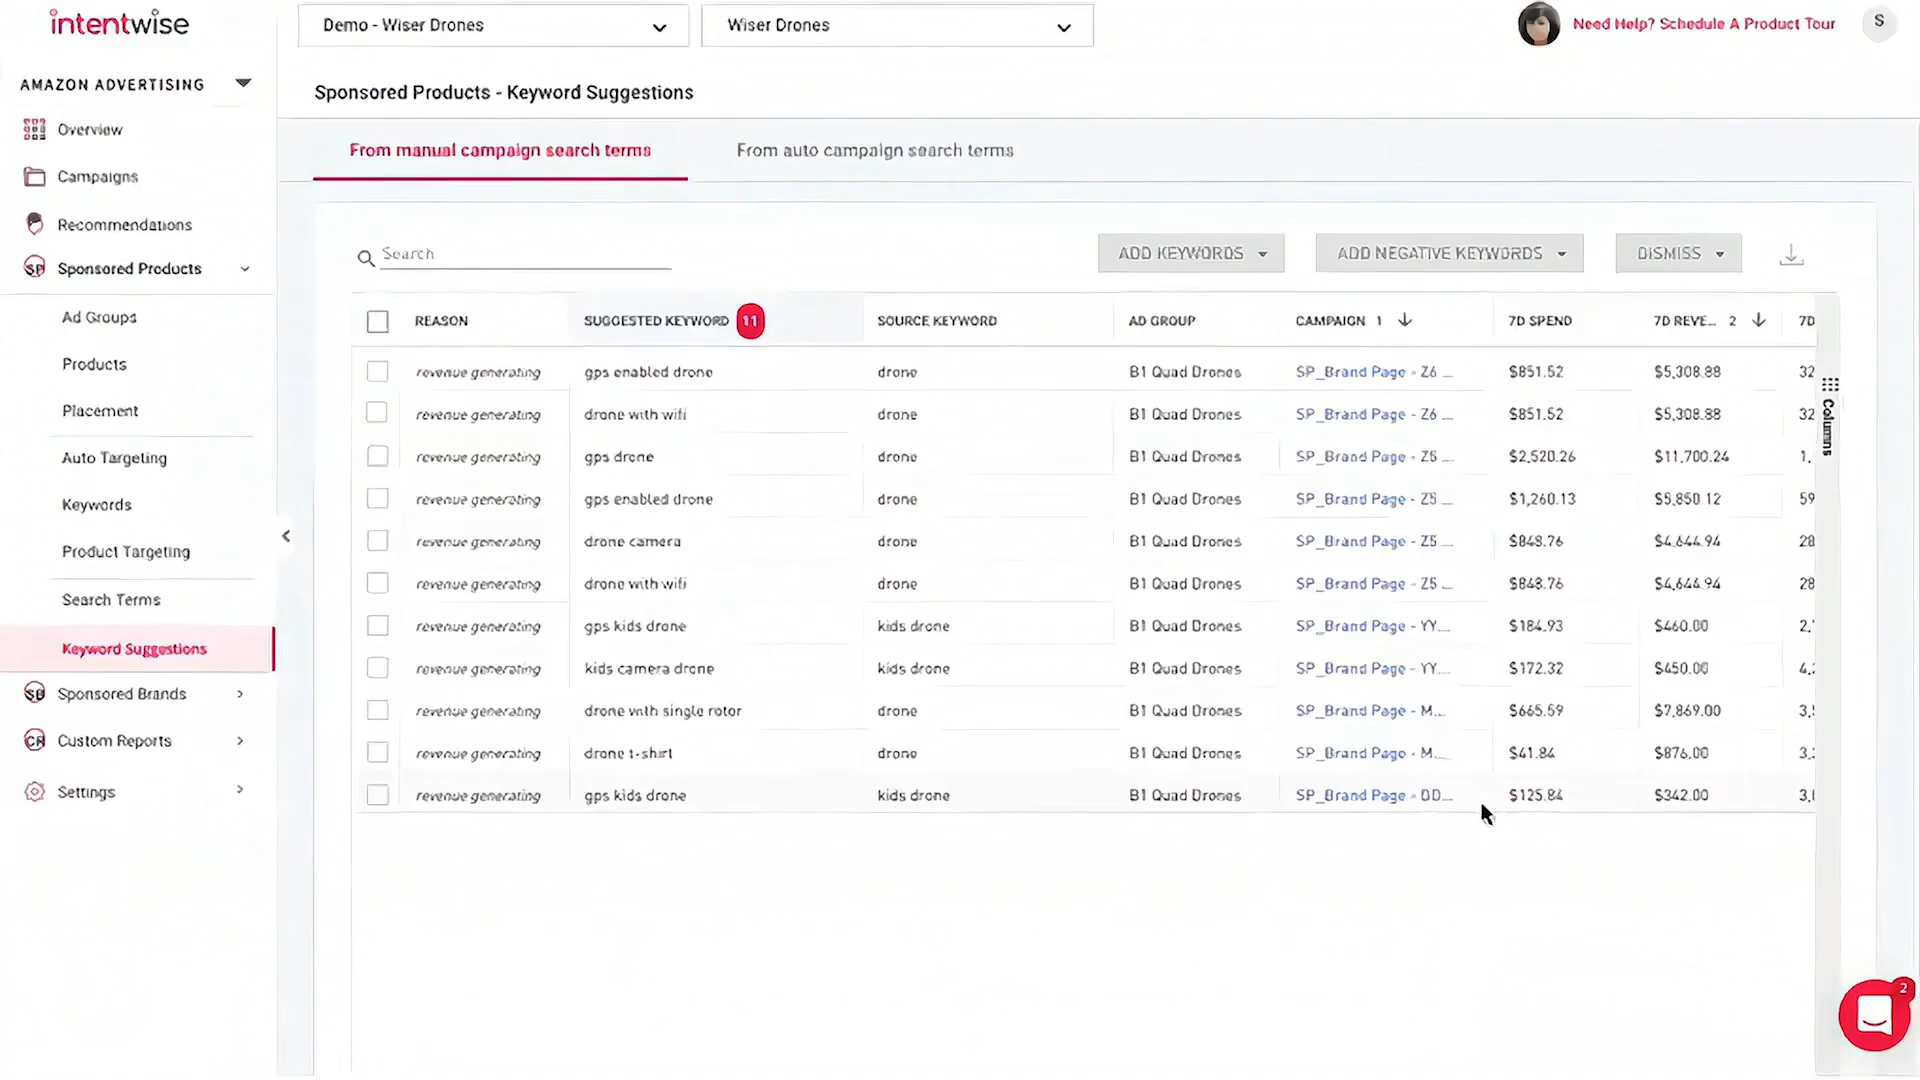 intentwise
Demo - Wiser Drones
Wiser Drones
Need Help? Schedule A Product Tour
S
AMAZON ADVERTISING
Overview
Campaigns
Recommendations
SP Sponsored Products
Ad Groups
Products
Placement
Auto Targeting
Keywords
Product Targeting
Search Terms
Keyword Suggestions
SB Sponsored Brands
CR Custom Reports
Settings
Sponsored Products - Keyword Suggestions
From manual campaign search terms
From auto campaign search terms
Search
ADD KEYWORDS
ADD NEGATIVE KEYWORDS
DISMISS
REASON SUGGESTED KEYWORD 11 SOURCE KEYWORD AD GROUP CAMPAIGN 1 7D SPEND 7D REVE... 2 7D
revenue generating gps enabled drone drone B1 Quad Drones SP_Brand Page - Z6 ... $851.52 $5,308.88 32
revenue generating drone with wifi drone B1 Quad Drones SP_Brand Page - Z6 ... $851.52 $5,308.88 32
revenue generating gps drone drone B1 Quad Drones SP_Brand Page - Z5 ... $2,520.26 $11,700.24 1,
revenue generating gps enabled drone drone B1 Quad Drones SP_Brand Page - Z5 ... $1,260.13 $5,850.12 59
revenue generating drone camera drone B1 Quad Drones SP_Brand Page - Z5 ... $848.76 $4,644.94 28
revenue generating drone with wifi drone B1 Quad Drones SP_Brand Page - Z5 ... $848.76 $4,644.94 28
revenue generating gps kids drone kids drone B1 Quad Drones SP_Brand Page - YY... $184.93 $460.00 2,
revenue generating kids camera drone kids drone B1 Quad Drones SP_Brand Page - YY... $172.32 $450.00 4,
revenue generating drone with single rotor drone B1 Quad Drones SP_Brand Page - M... $665.59 $7,869.00 3,
revenue generating drone t-shirt drone B1 Quad Drones SP_Brand Page - M... $41.84 $876.00 3,
revenue generating gps kids drone kids drone B1 Quad Drones SP_Brand Page - DD... $125.84 $342.00 3,
Columns
2